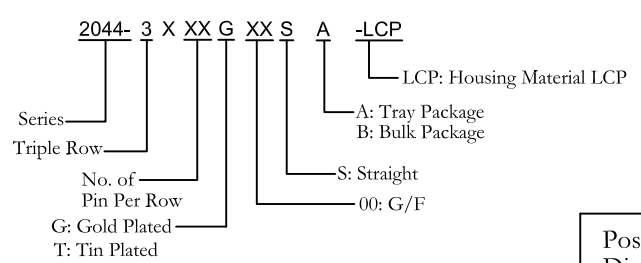 2044- 3 X XX G XX S A -LCP
LCP: Housing Material LCP
A: Tray Package
B: Bulk Package
Series
Triple Row
S: Straight
No. of
Pin Per Row
00: G/F
G: Gold Plated
T: Tin Plated
Pos